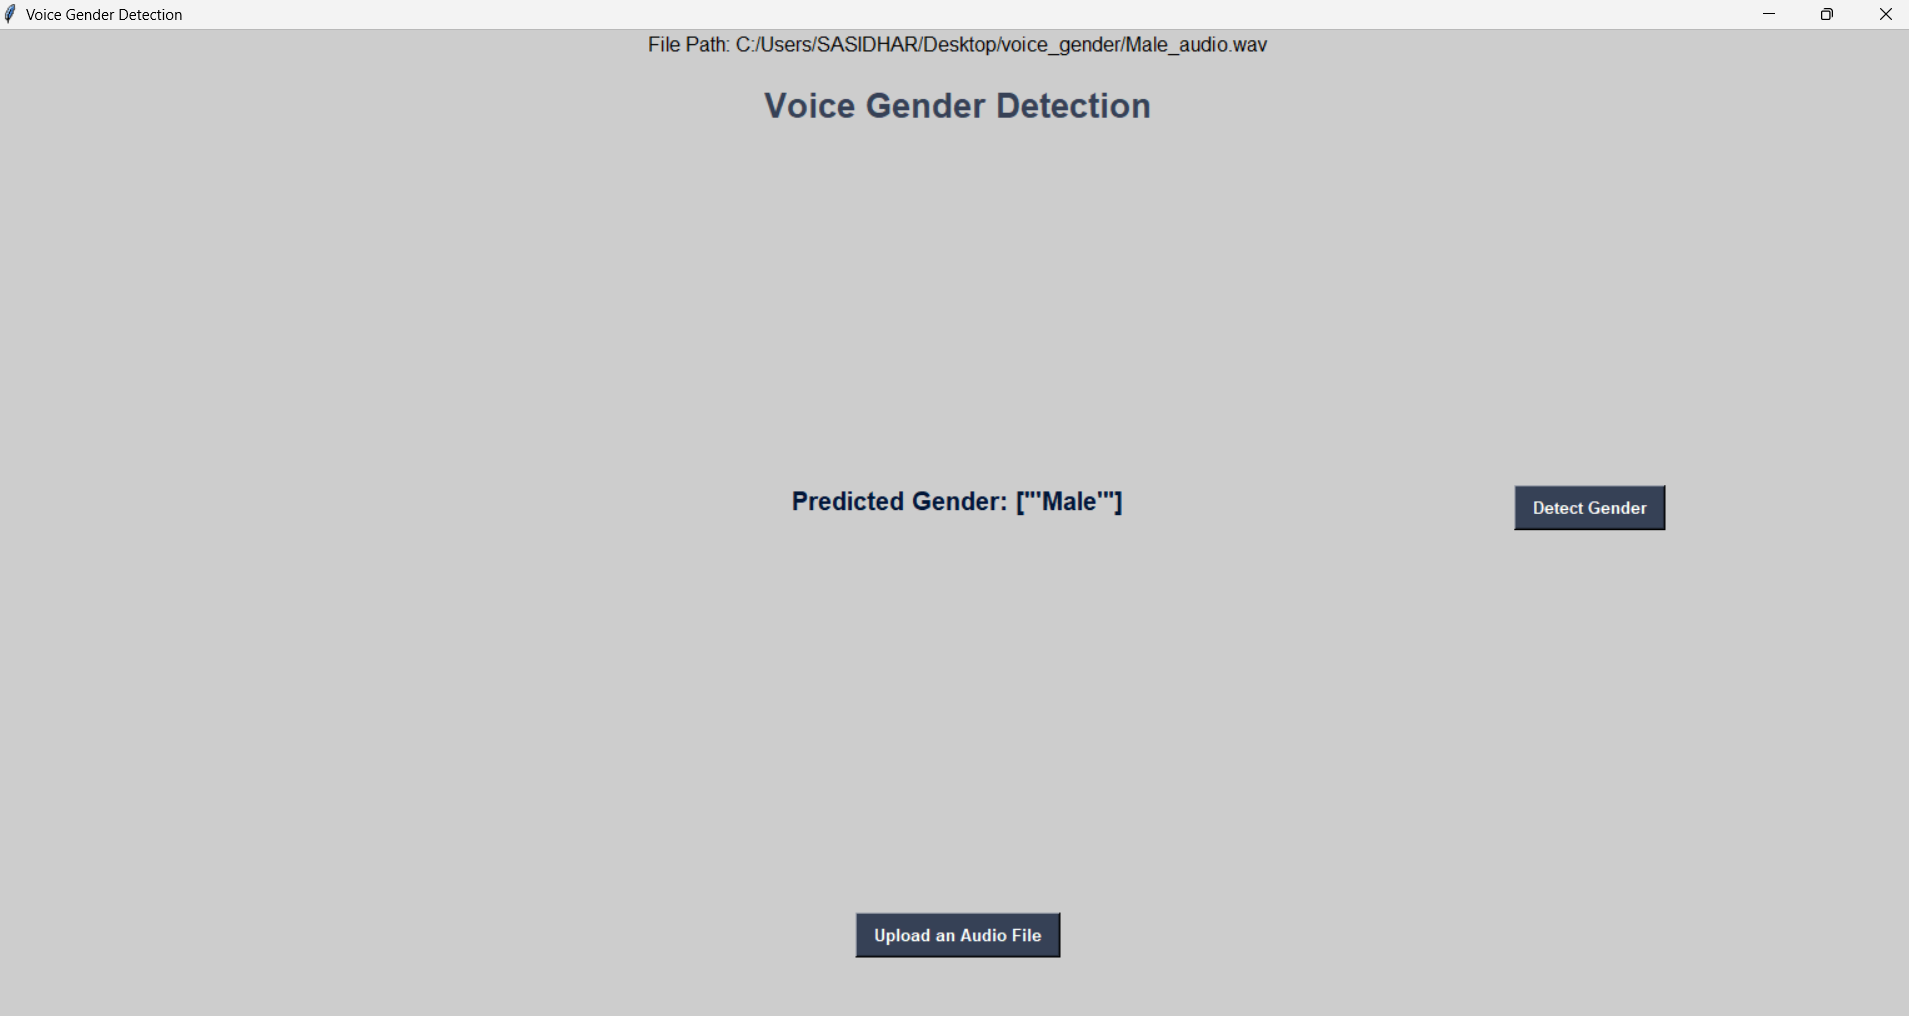 Voice Gender Detection
File Path: C:/Users/SASIDHAR/Desktop/voice_gender/Male_audio.wav
Voice Gender Detection
Predicted Gender: ["'Male'"]
Detect Gender
Upload an Audio File